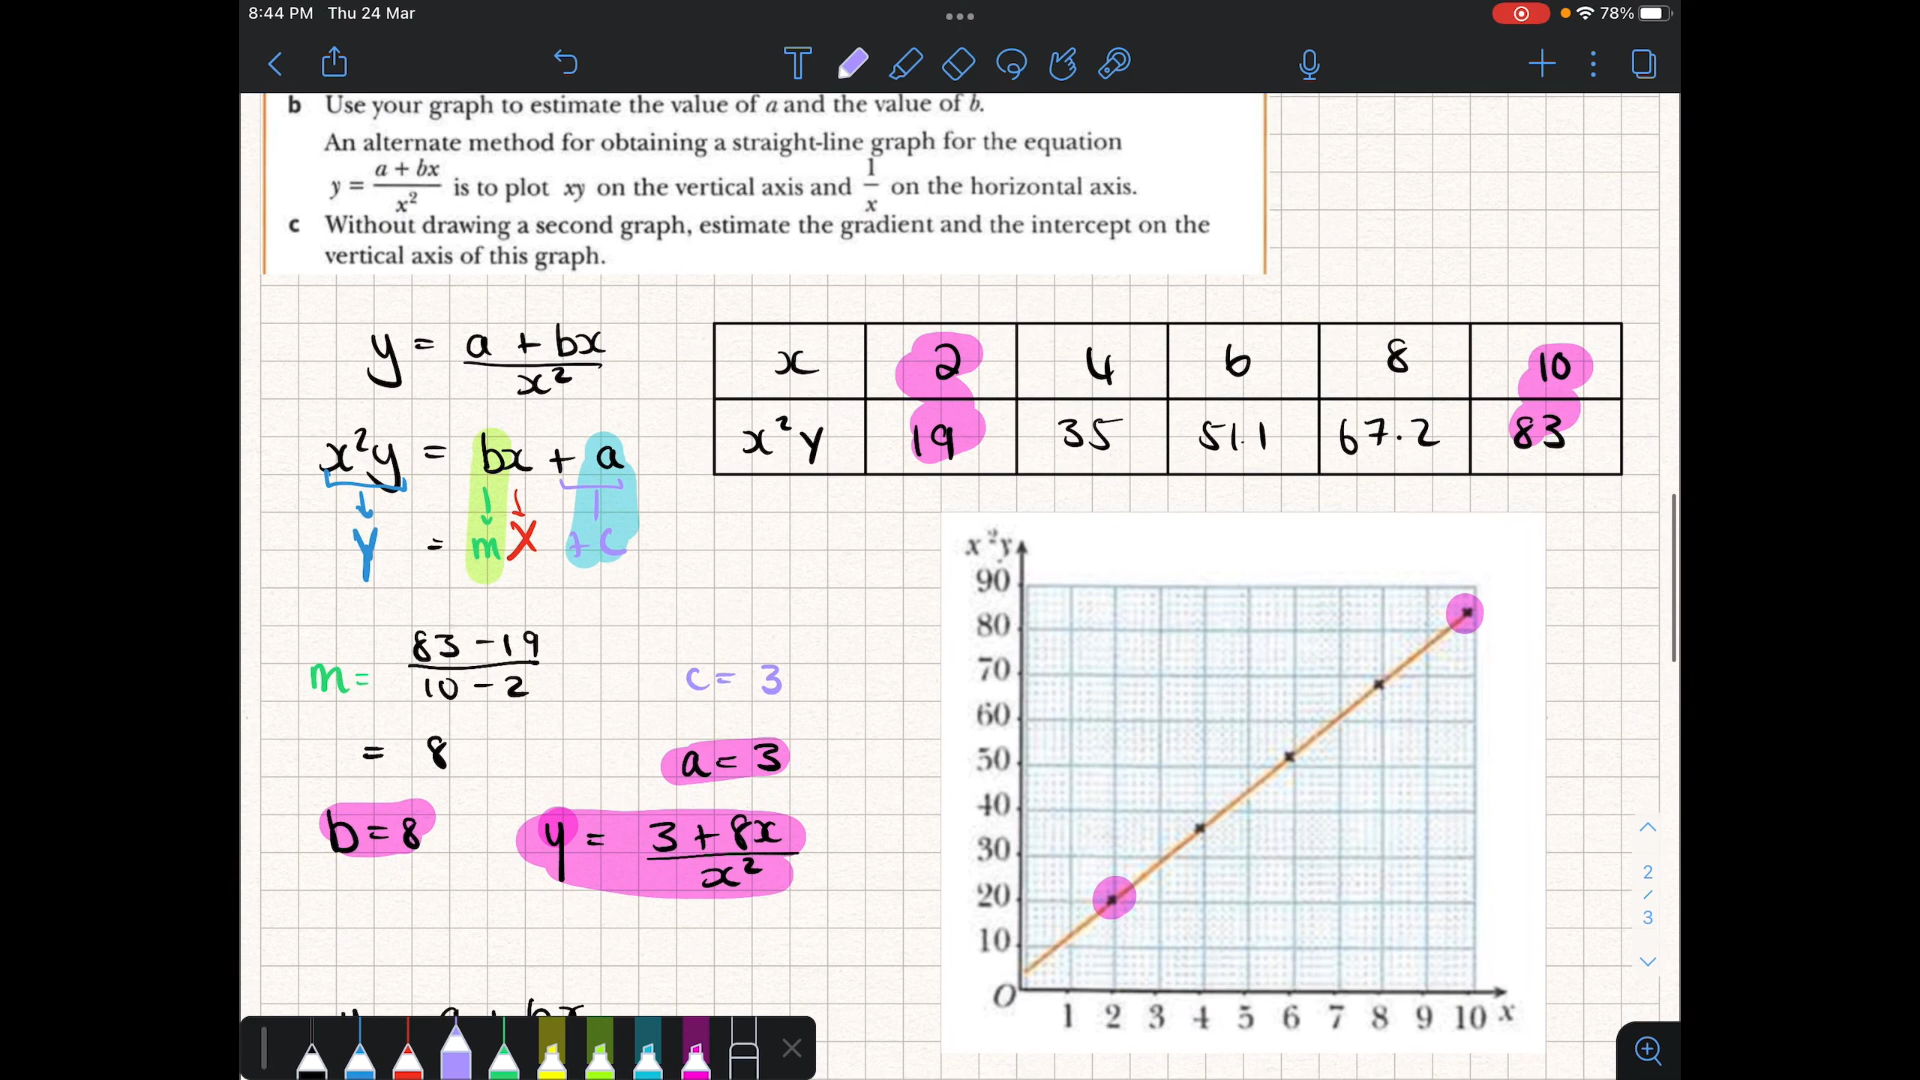 8:44 PM Thu 24 Mar
78%
b Use your graph to estimate the value of a and the value of b.
An alternate method for obtaining a straight-line graph for the equation
y = (a + bx)/x² is to plot xy on the vertical axis and 1/x on the horizontal axis.
c Without drawing a second graph, estimate the gradient and the intercept on the
vertical axis of this graph.
y = (a + bx)/x²
x²y = bx + a
Y = mX + C
m = (83 - 19)/(10 - 2)
= 8
b = 8
c = 3
a = 3
y = (3 + 8x)/x²
x 2 4 6 8 10
x²y 19 35 51.1 67.2 83
x²y
90
80
70
60
50
40
30
20
10
O 1 2 3 4 5 6 7 8 9 10 x
2
/
3
T